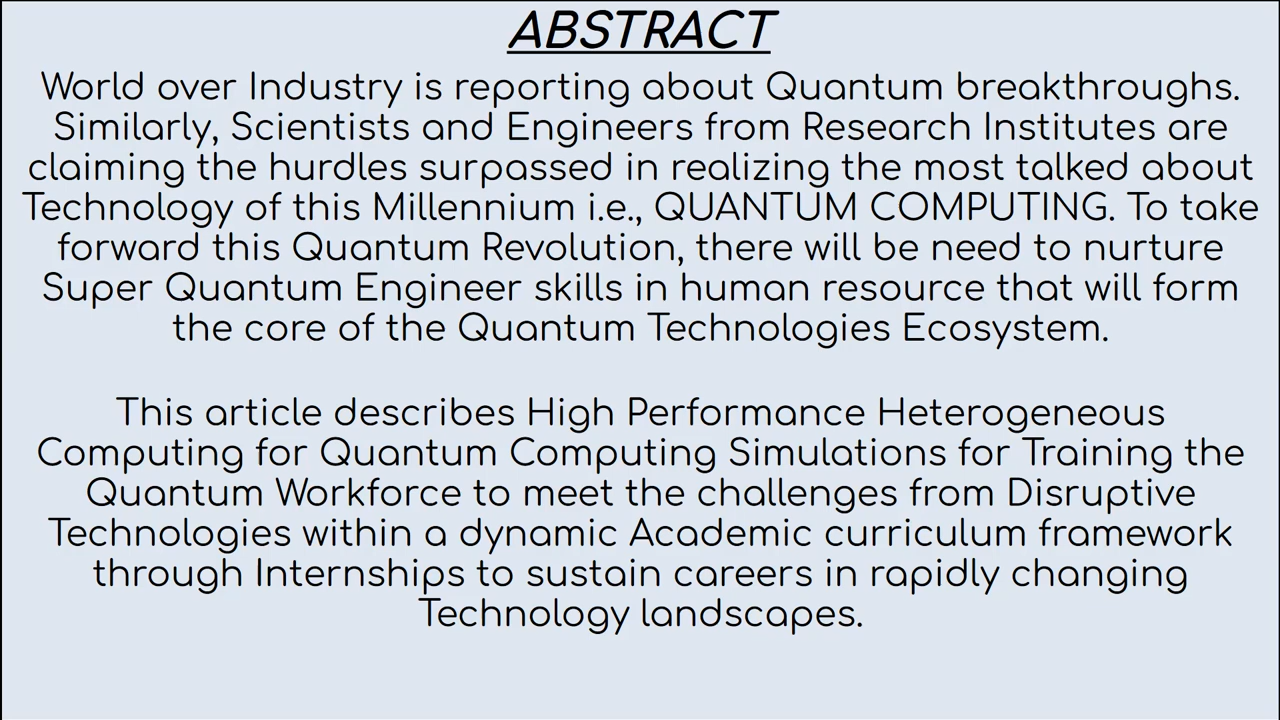 ABSTRACT
World over Industry is reporting about Quantum breakthroughs.
Similarly, Scientists and Engineers from Research Institutes are
claiming the hurdles surpassed in realizing the most talked about
Technology of this Millennium i.e., QUANTUM COMPUTING. To take
forward this Quantum Revolution, there will be need to nurture
Super Quantum Engineer skills in human resource that will form
the core of the Quantum Technologies Ecosystem.
This article describes High Performance Heterogeneous
Computing for Quantum Computing Simulations for Training the
Quantum Workforce to meet the challenges from Disruptive
Technologies within a dynamic Academic curriculum framework
through Internships to sustain careers in rapidly changing
Technology landscapes.